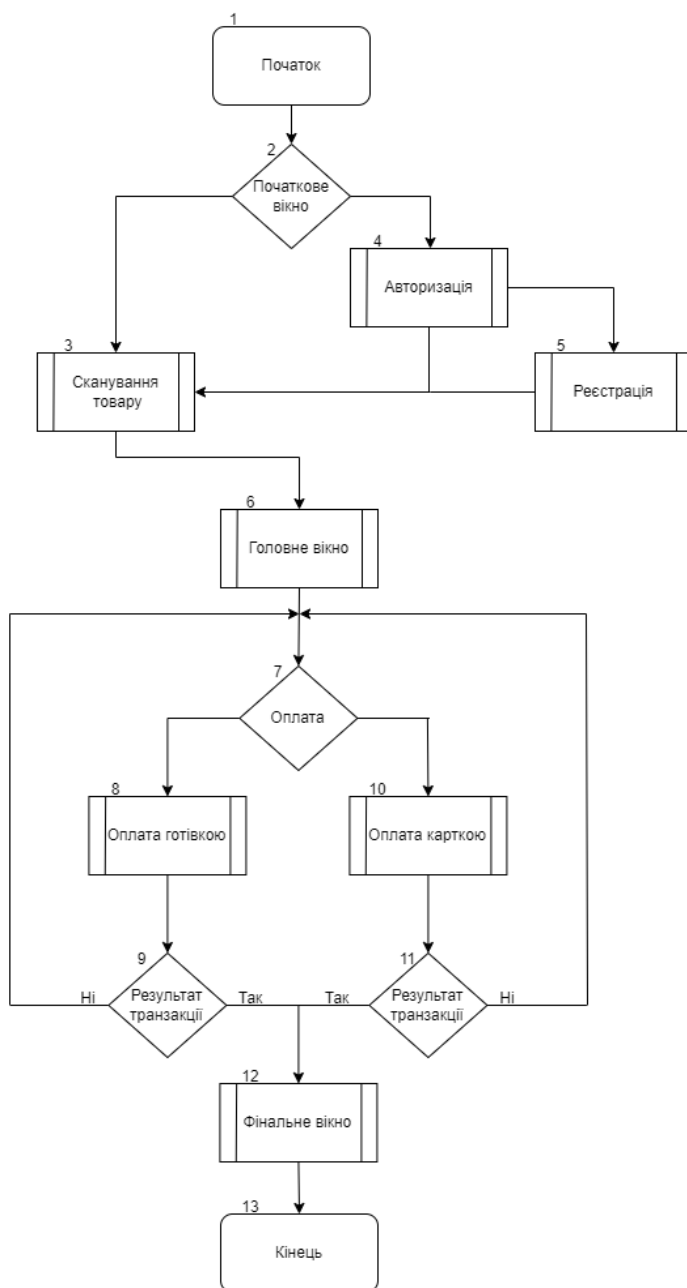 1
Початок
2
Початкове
вікно
4
Авторизація
3
Сканування
товару
5
Реєстрація
6
Головне вікно
7
Оплата
8
Оплата готівкою
10
Оплата карткою
9
Результат
транзакції
Ні
Так
11
Результат
транзакції
Так
Ні
12
Фінальне вікно
13
Кінець